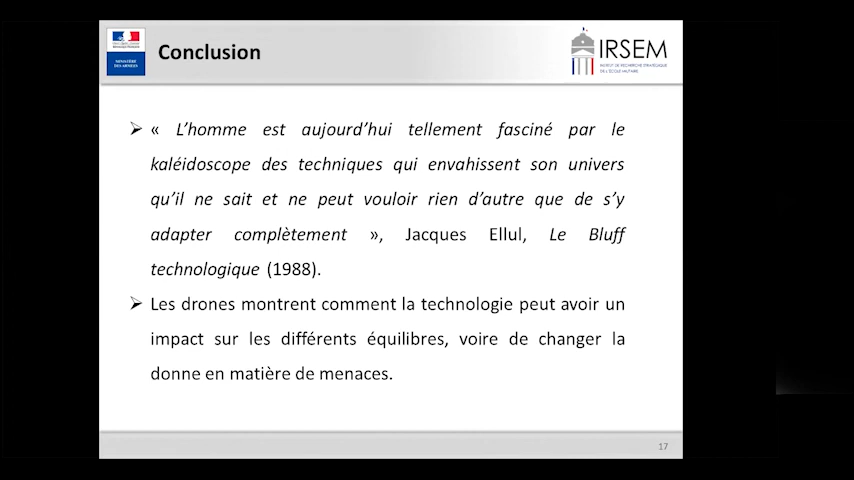 Conclusion
MINISTÈRE
DES ARMÉES
IRSEM
INSTITUT DE RECHERCHE STRATÉGIQUE
DE L'ÉCOLE MILITAIRE
➢ « L'homme est aujourd'hui tellement fasciné par le
kaléidoscope des techniques qui envahissent son univers
qu'il ne sait et ne peut vouloir rien d'autre que de s'y
adapter complètement », Jacques Ellul, Le Bluff
technologique (1988).
➢ Les drones montrent comment la technologie peut avoir un
impact sur les différents équilibres, voire de changer la
donne en matière de menaces.
17